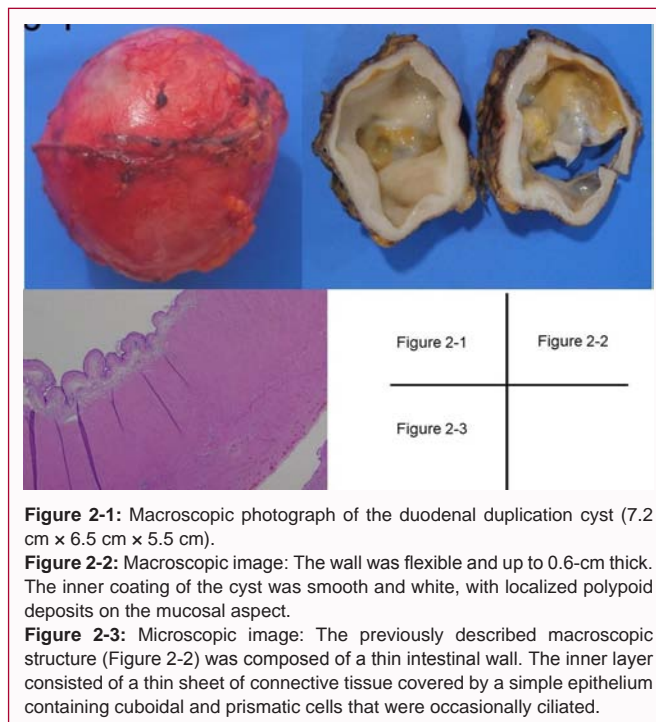 Figure 2-1
Figure 2-2
Figure 2-3
Figure 2-1: Macroscopic photograph of the duodenal duplication cyst (7.2
cm × 6.5 cm × 5.5 cm).
Figure 2-2: Macroscopic image: The wall was flexible and up to 0.6-cm thick.
The inner coating of the cyst was smooth and white, with localized polypoid
deposits on the mucosal aspect.
Figure 2-3: Microscopic image: The previously described macroscopic
structure (Figure 2-2) was composed of a thin intestinal wall. The inner layer
consisted of a thin sheet of connective tissue covered by a simple epithelium
containing cuboidal and prismatic cells that were occasionally ciliated.